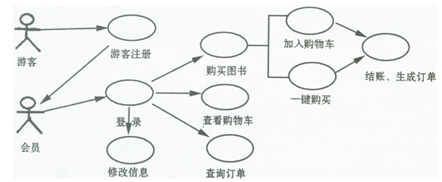 游客
游客注册
会员
登录
修改信息
购买图书
查看购物车
查询订单
加入购物车
一键购买
结账、生成订单